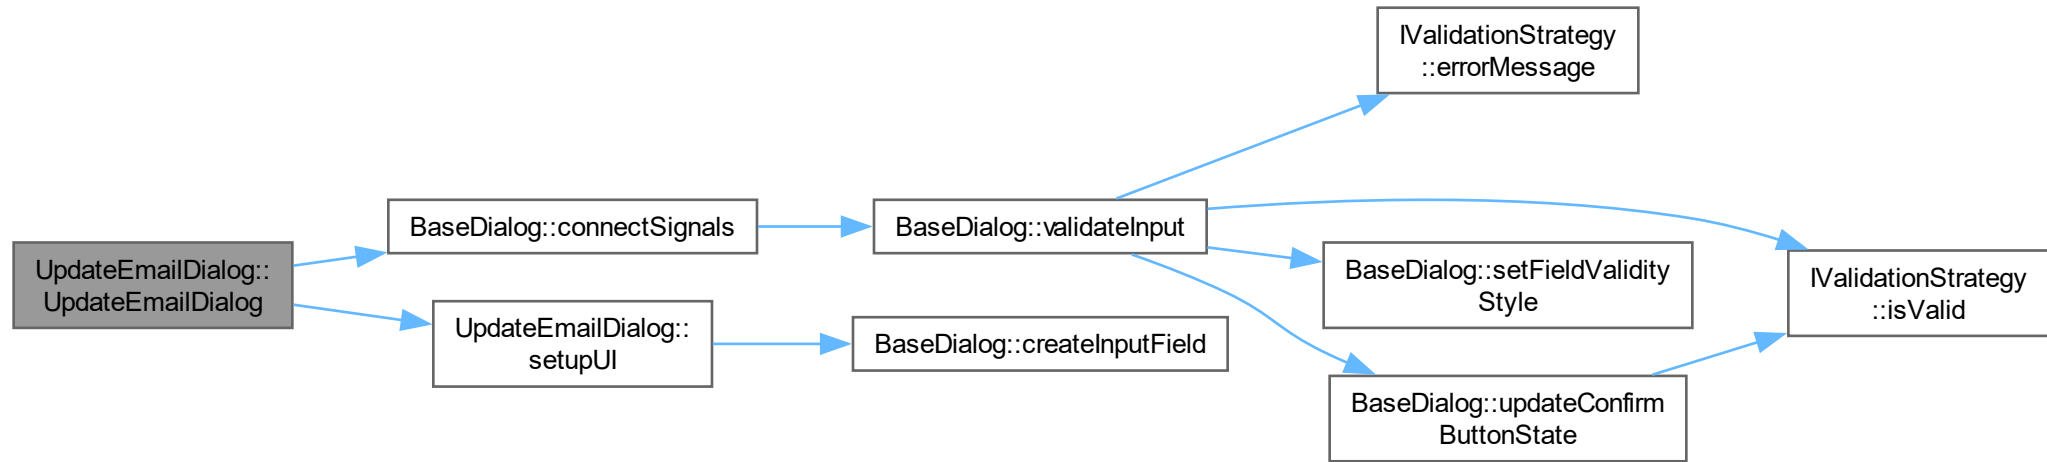 UpdateEmailDialog::
UpdateEmailDialog
BaseDialog::connectSignals
UpdateEmailDialog::
setupUI
BaseDialog::validateInput
BaseDialog::createInputField
IValidationStrategy
::errorMessage
BaseDialog::setFieldValidity
Style
BaseDialog::updateConfirm
ButtonState
IValidationStrategy
::isValid